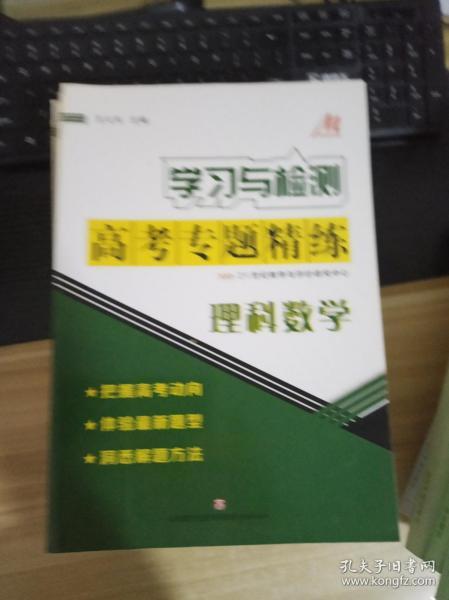 主编
学习与检测
高考专题精练
理科数学
★把握高考动向
★体验最新题型
★洞悉解题方法
孔夫子旧书网
www.kongfz.com